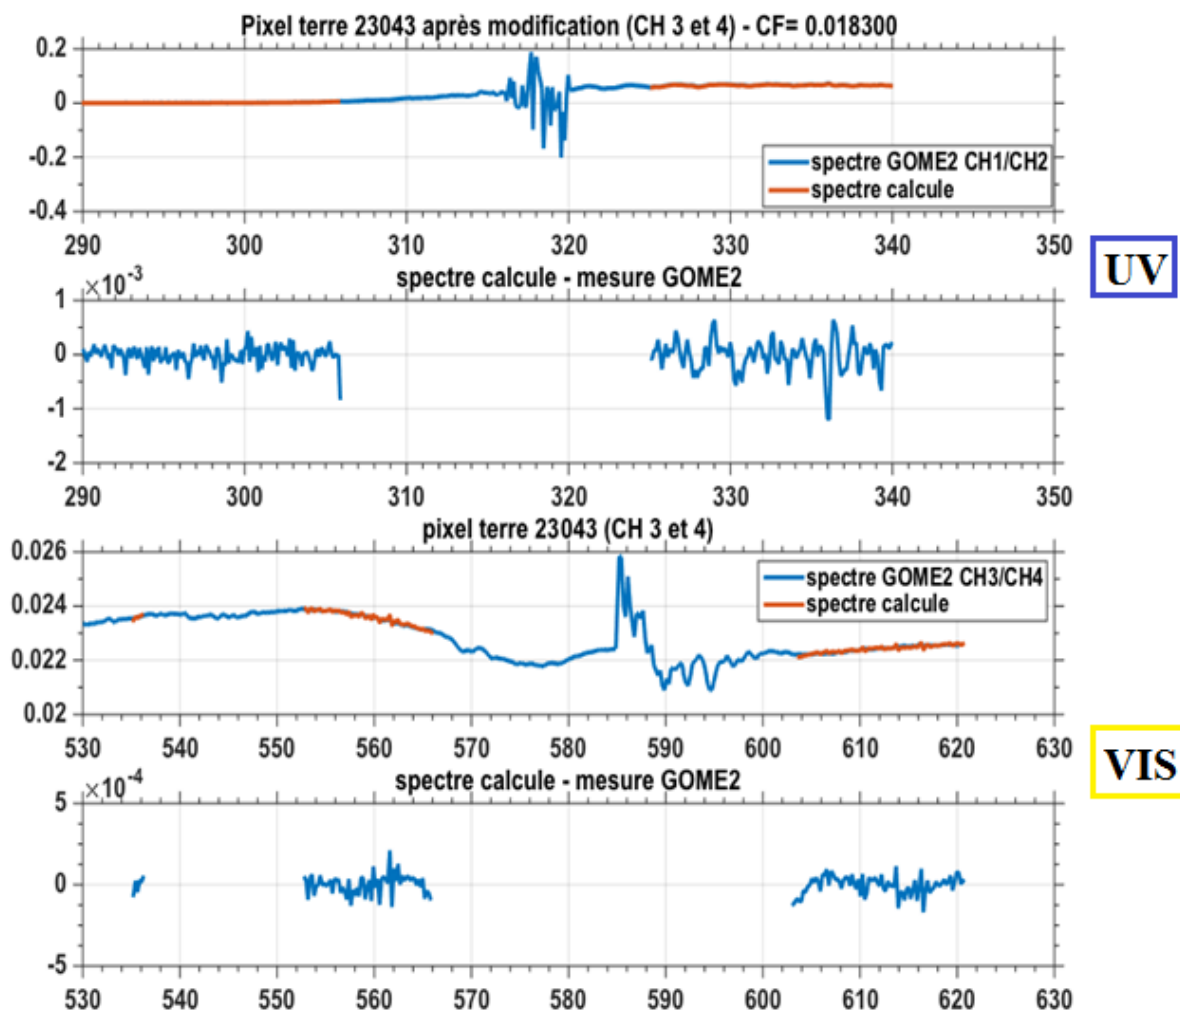 Pixel terre 23043 après modification (CH 3 et 4) - CF= 0.018300
0.2
0
-0.2
-0.4
spectre GOME2 CH1/CH2
spectre calcule
290 300 310 320 330 340 350
UV
×10⁻³
spectre calcule - mesure GOME2
1
0
-1
-2
290 300 310 320 330 340 350
pixel terre 23043 (CH 3 et 4)
0.026
0.024
0.022
0.02
spectre GOME2 CH3/CH4
spectre calcule
530 540 550 560 570 580 590 600 610 620 630
VIS
×10⁻⁴
spectre calcule - mesure GOME2
5
0
-5
530 540 550 560 570 580 590 600 610 620 630